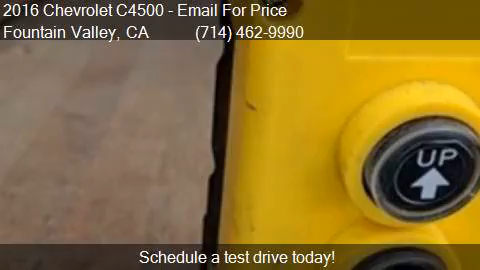 2016 Chevrolet C4500 - Email For Price
Fountain Valley, CA (714) 462-9990
UP
Schedule a test drive today!